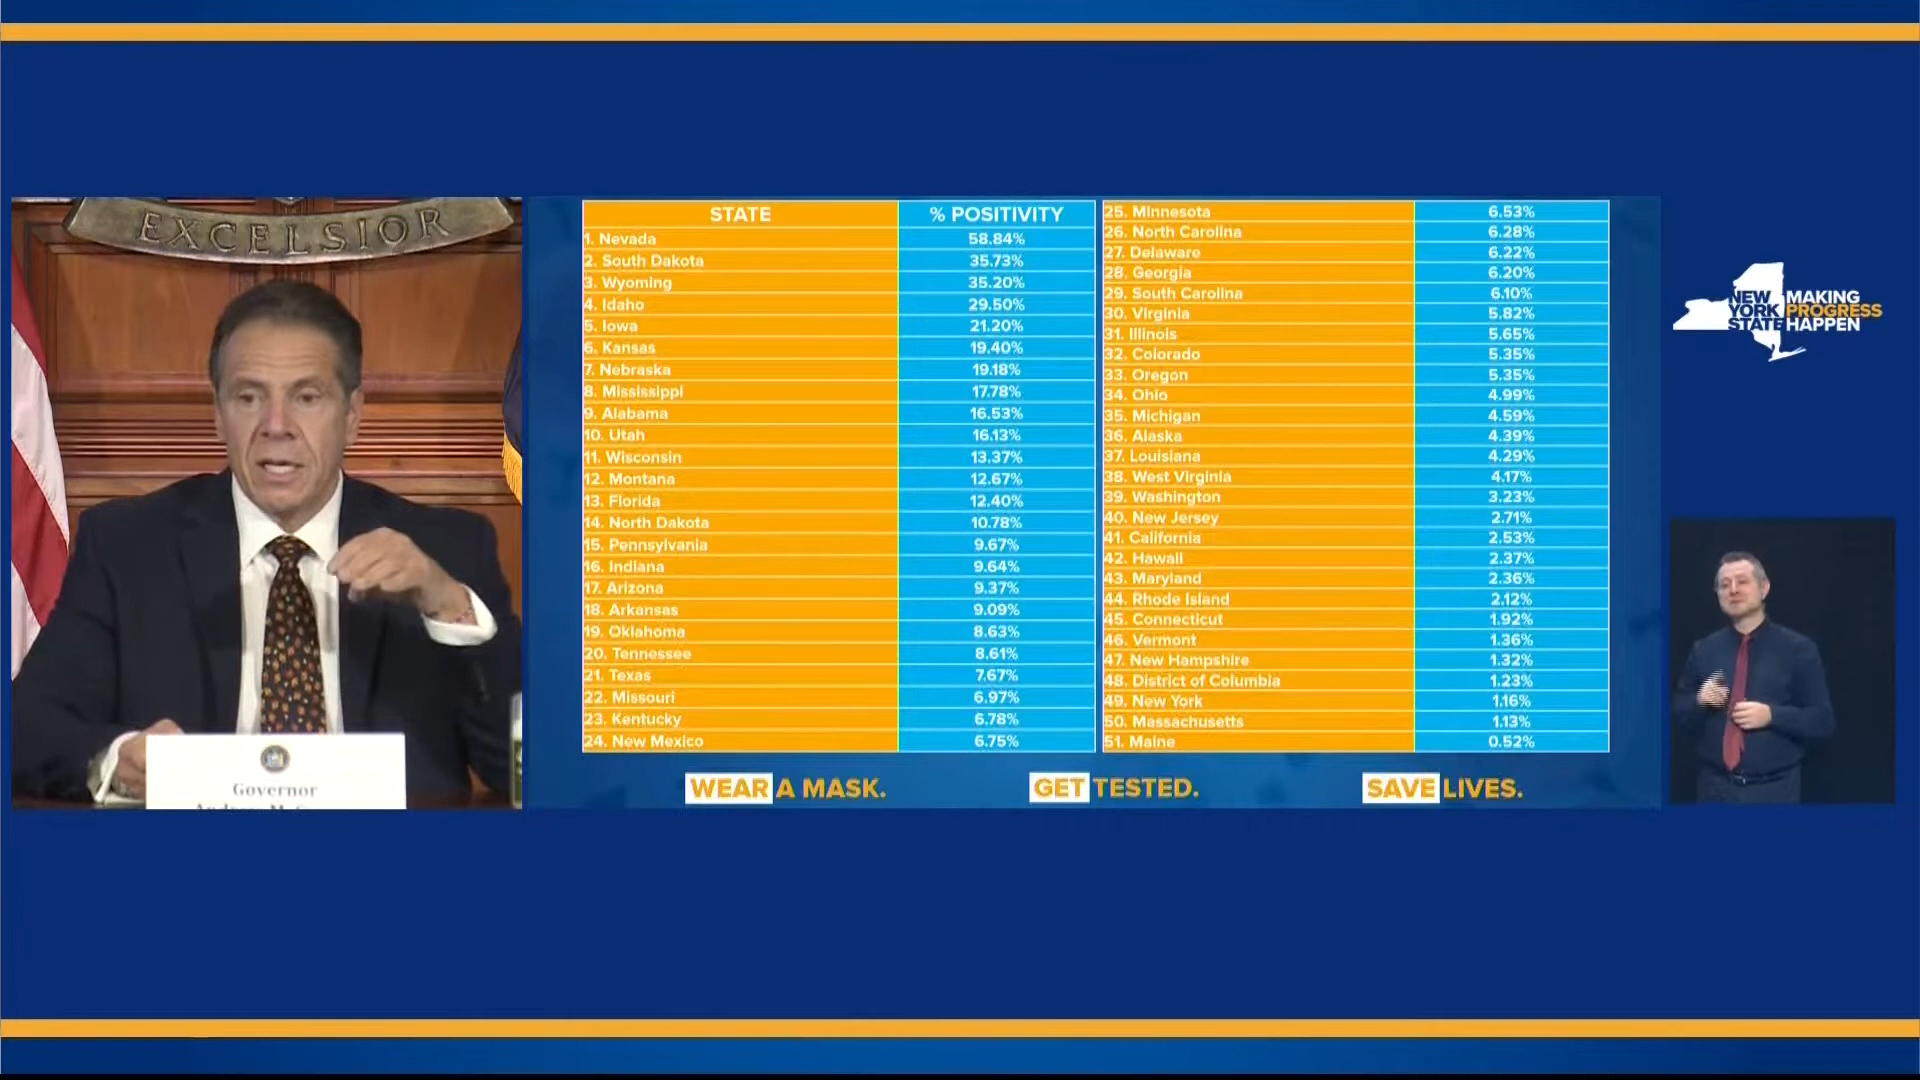 EXCELSIOR
Governor
STATE % POSITIVITY
1. Nevada 58.84%
2. South Dakota 35.73%
3. Wyoming 35.20%
4. Idaho 29.50%
5. Iowa 21.20%
6. Kansas 19.40%
7. Nebraska 19.18%
8. Mississippi 17.78%
9. Alabama 16.53%
10. Utah 16.13%
11. Wisconsin 13.37%
12. Montana 12.67%
13. Florida 12.40%
14. North Dakota 10.78%
15. Pennsylvania 9.67%
16. Indiana 9.64%
17. Arizona 9.37%
18. Arkansas 9.09%
19. Oklahoma 8.63%
20. Tennessee 8.61%
21. Texas 7.67%
22. Missouri 6.97%
23. Kentucky 6.78%
24. New Mexico 6.75%
25. Minnesota 6.53%
26. North Carolina 6.28%
27. Delaware 6.22%
28. Georgia 6.20%
29. South Carolina 6.10%
30. Virginia 5.82%
31. Illinois 5.65%
32. Colorado 5.35%
33. Oregon 5.35%
34. Ohio 4.99%
35. Michigan 4.59%
36. Alaska 4.39%
37. Louisiana 4.29%
38. West Virginia 4.17%
39. Washington 3.23%
40. New Jersey 2.71%
41. California 2.53%
42. Hawaii 2.37%
43. Maryland 2.36%
44. Rhode Island 2.12%
45. Connecticut 1.92%
46. Vermont 1.36%
47. New Hampshire 1.32%
48. District of Columbia 1.23%
49. New York 1.16%
50. Massachusetts 1.13%
51. Maine 0.52%
WEAR A MASK. GET TESTED. SAVE LIVES.
NEW YORK STATE
MAKING PROGRESS HAPPEN